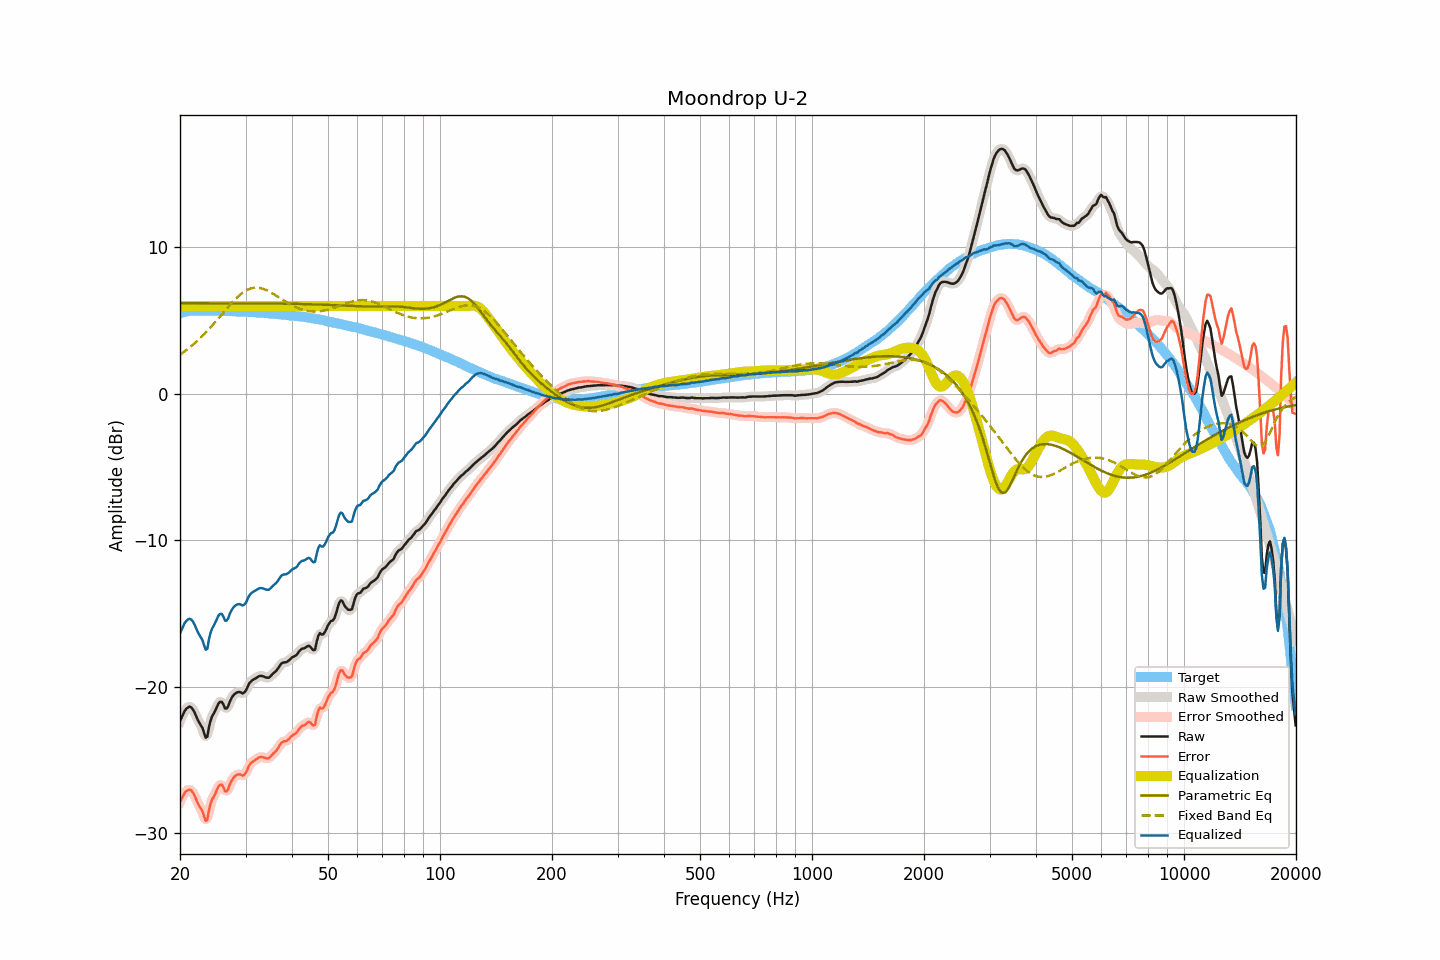 Moondrop U-2
Amplitude (dBr)
10
0
−10
−20
−30
Target
Raw Smoothed
Error Smoothed
Raw
Error
Equalization
Parametric Eq
Fixed Band Eq
Equalized
20 50 100 200 500 1000 2000 5000 10000 20000
Frequency (Hz)